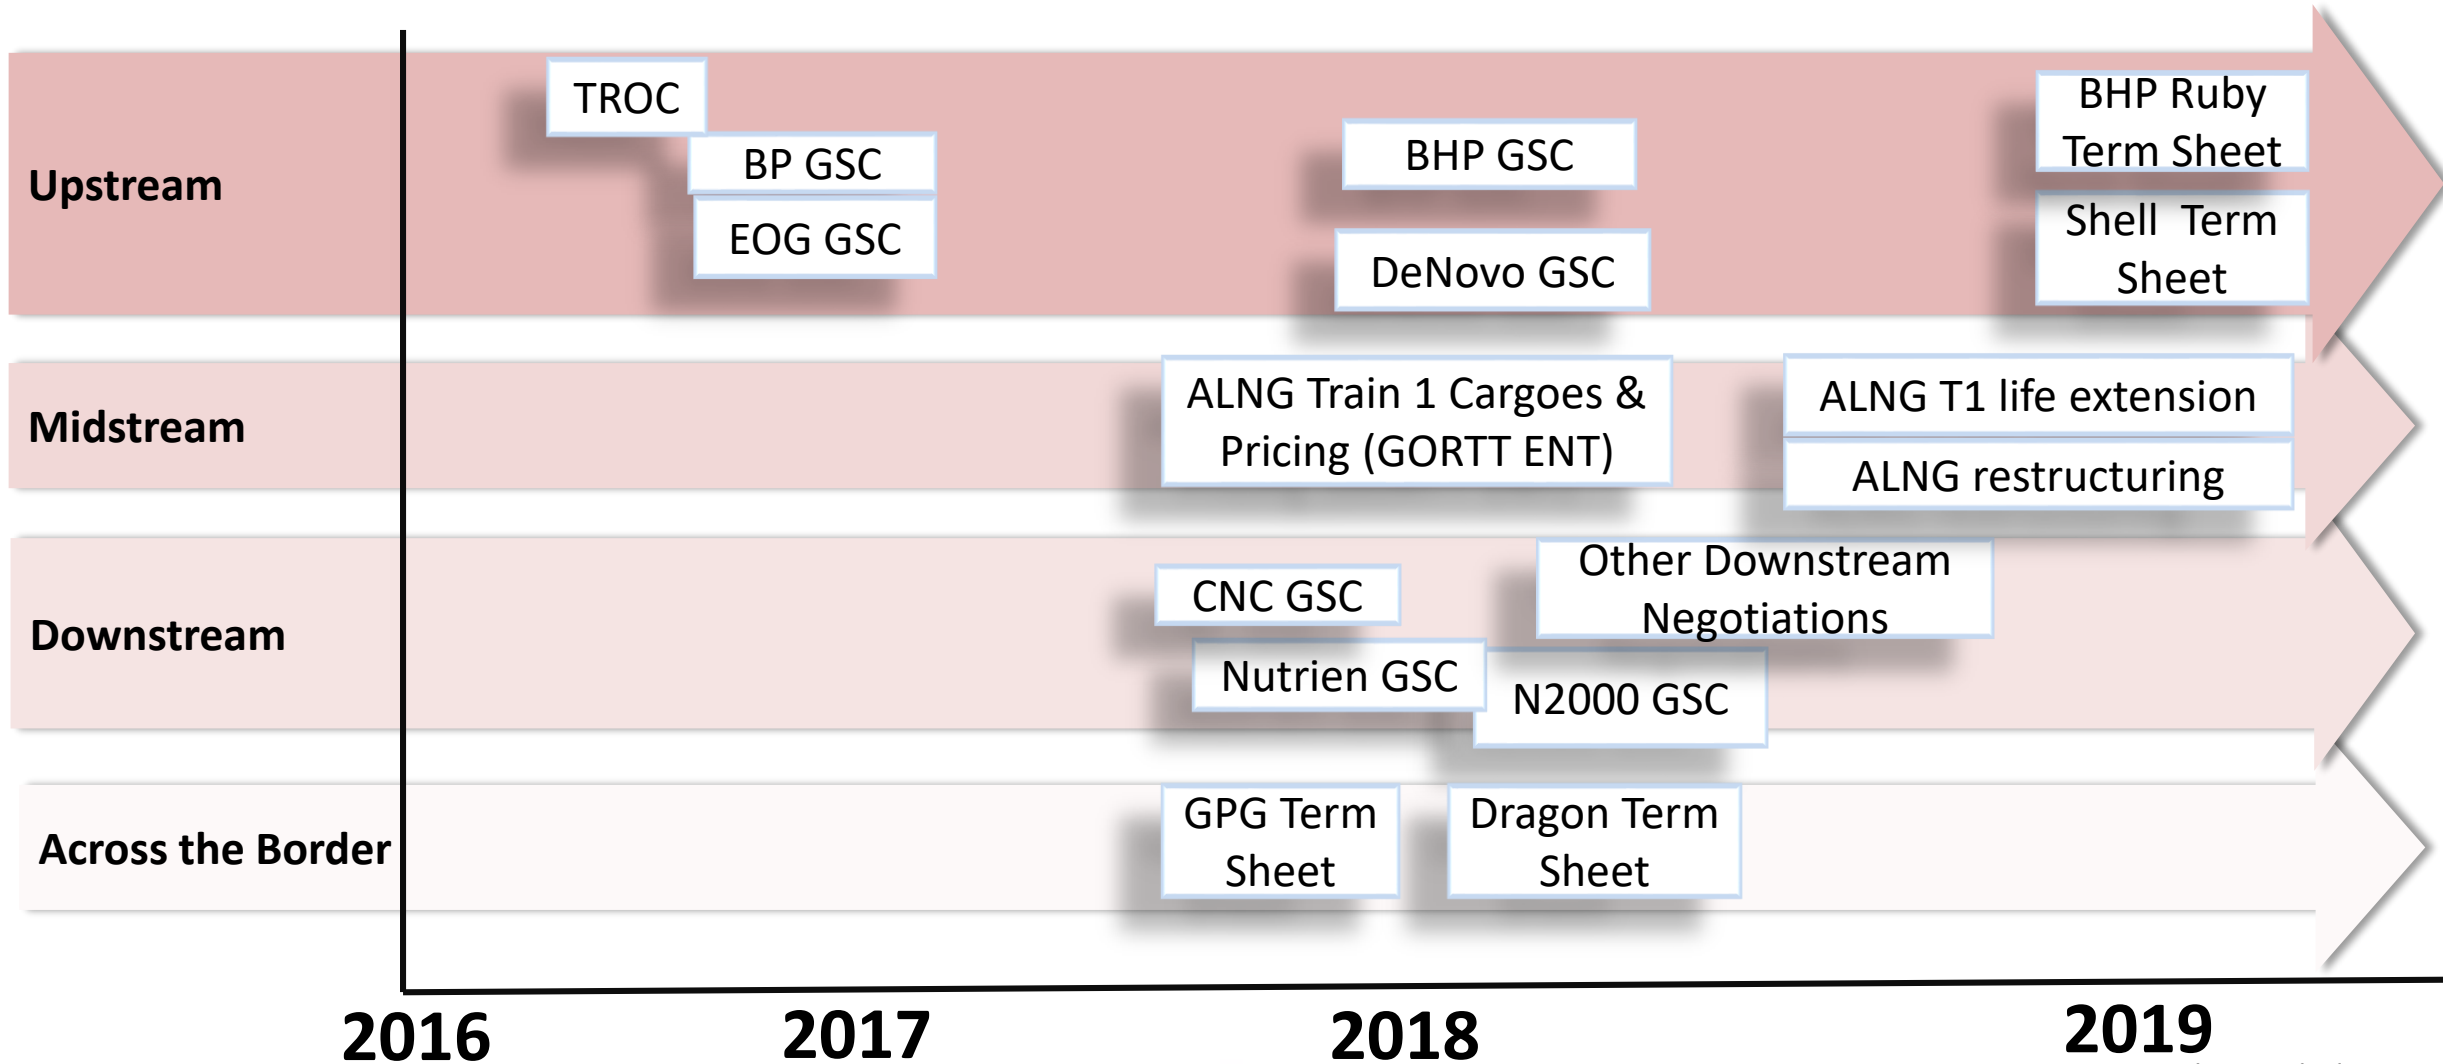 Upstream
TROC
BP GSC
EOG GSC
BHP GSC
DeNovo GSC
BHP Ruby
Term Sheet
Shell Term
Sheet
Midstream
ALNG Train 1 Cargoes &
Pricing (GORTT ENT)
ALNG T1 life extension
ALNG restructuring
Downstream
CNC GSC
Nutrien GSC
Other Downstream
Negotiations
N2000 GSC
Across the Border
GPG Term
Sheet
Dragon Term
Sheet
2016
2017
2018
2019